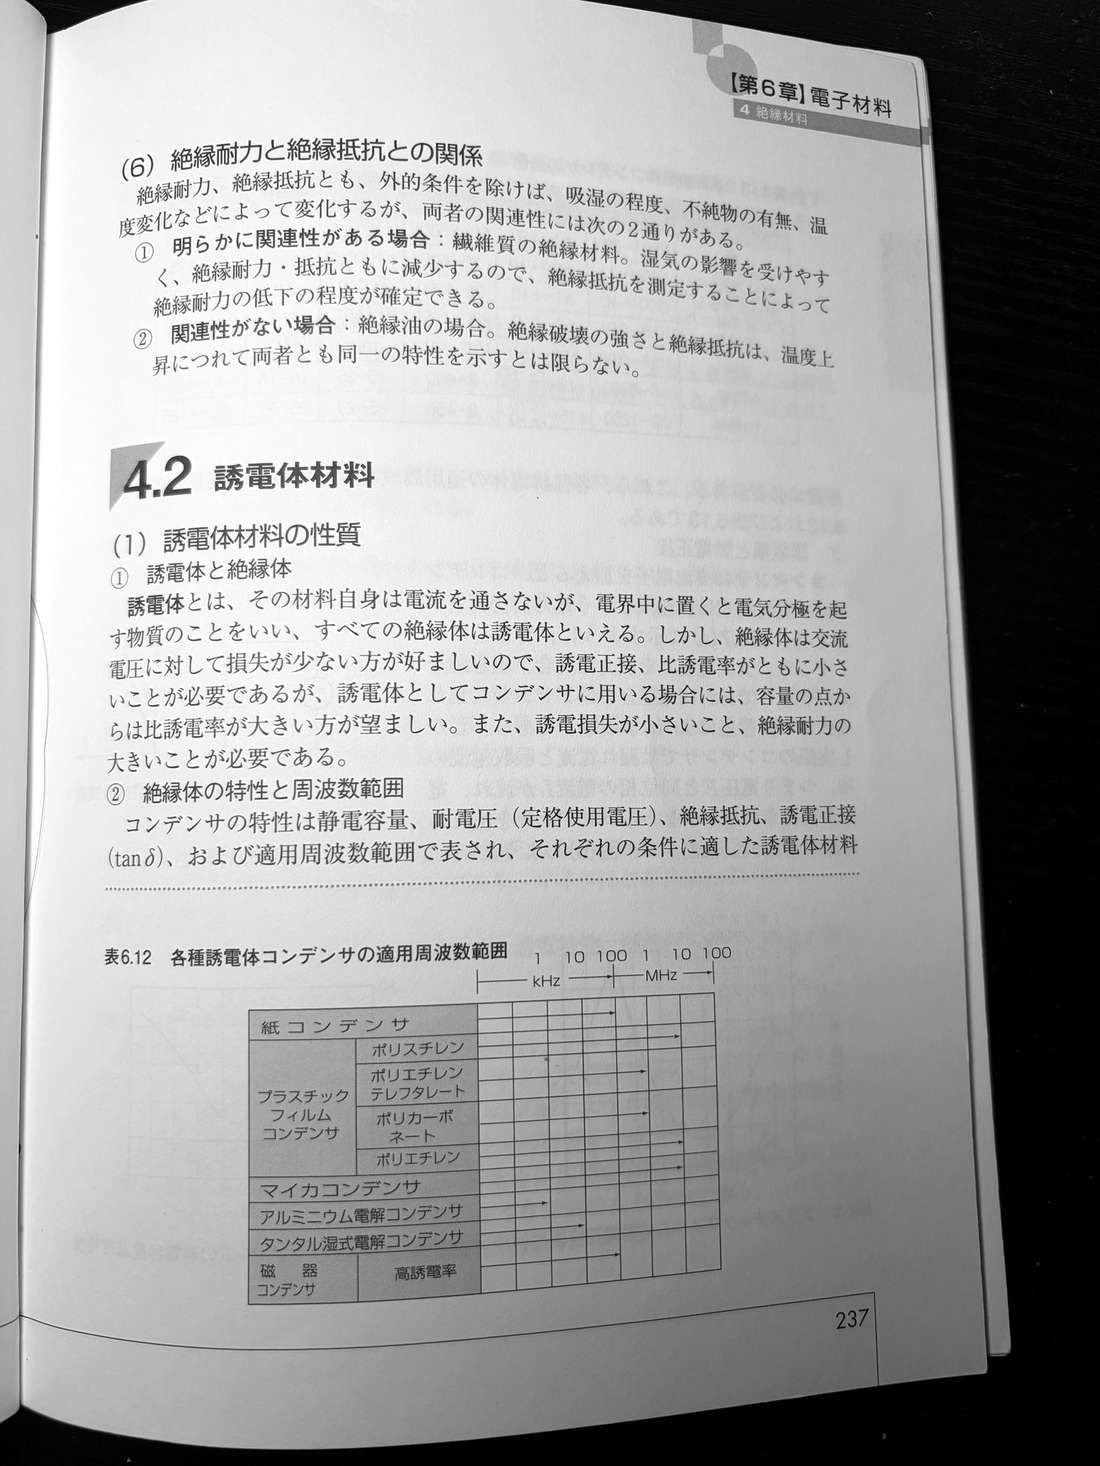 【第6章】電子材料
4 絶縁材料
（6）絶縁耐力と絶縁抵抗との関係
絶縁耐力、絶縁抵抗とも、外的条件を除けば、吸湿の程度、不純物の有無、温
度変化などによって変化するが、両者の関連性には次の2通りがある。
① 明らかに関連性がある場合：繊維質の絶縁材料。湿気の影響を受けやす
く、絶縁耐力・抵抗ともに減少するので、絶縁抵抗を測定することによって
絶縁耐力の低下の程度が確定できる。
② 関連性がない場合：絶縁油の場合。絶縁破壊の強さと絶縁抵抗は、温度上
昇につれて両者とも同一の特性を示すとは限らない。
4.2 誘電体材料
（1）誘電体材料の性質
① 誘電体と絶縁体
誘電体とは、その材料自身は電流を通さないが、電界中に置くと電気分極を起
す物質のことをいい、すべての絶縁体は誘電体といえる。しかし、絶縁体は交流
電圧に対して損失が少ない方が好ましいので、誘電正接、比誘電率がともに小さ
いことが必要であるが、誘電体としてコンデンサに用いる場合には、容量の点か
らは比誘電率が大きい方が望ましい。また、誘電損失が小さいこと、絶縁耐力の
大きいことが必要である。
② 絶縁体の特性と周波数範囲
コンデンサの特性は静電容量、耐電圧（定格使用電圧）、絶縁抵抗、誘電正接
(tanδ)、および適用周波数範囲で表され、それぞれの条件に適した誘電体材料
表6.12 各種誘電体コンデンサの適用周波数範囲
1 10 100 1 10 100
kHz MHz
紙コンデンサ
プラスチック
フィルム
コンデンサ
ポリスチレン
ポリエチレン
テレフタレート
ポリカーボ
ネート
ポリエチレン
マイカコンデンサ
アルミニウム電解コンデンサ
タンタル湿式電解コンデンサ
磁器
コンデンサ
高誘電率
237